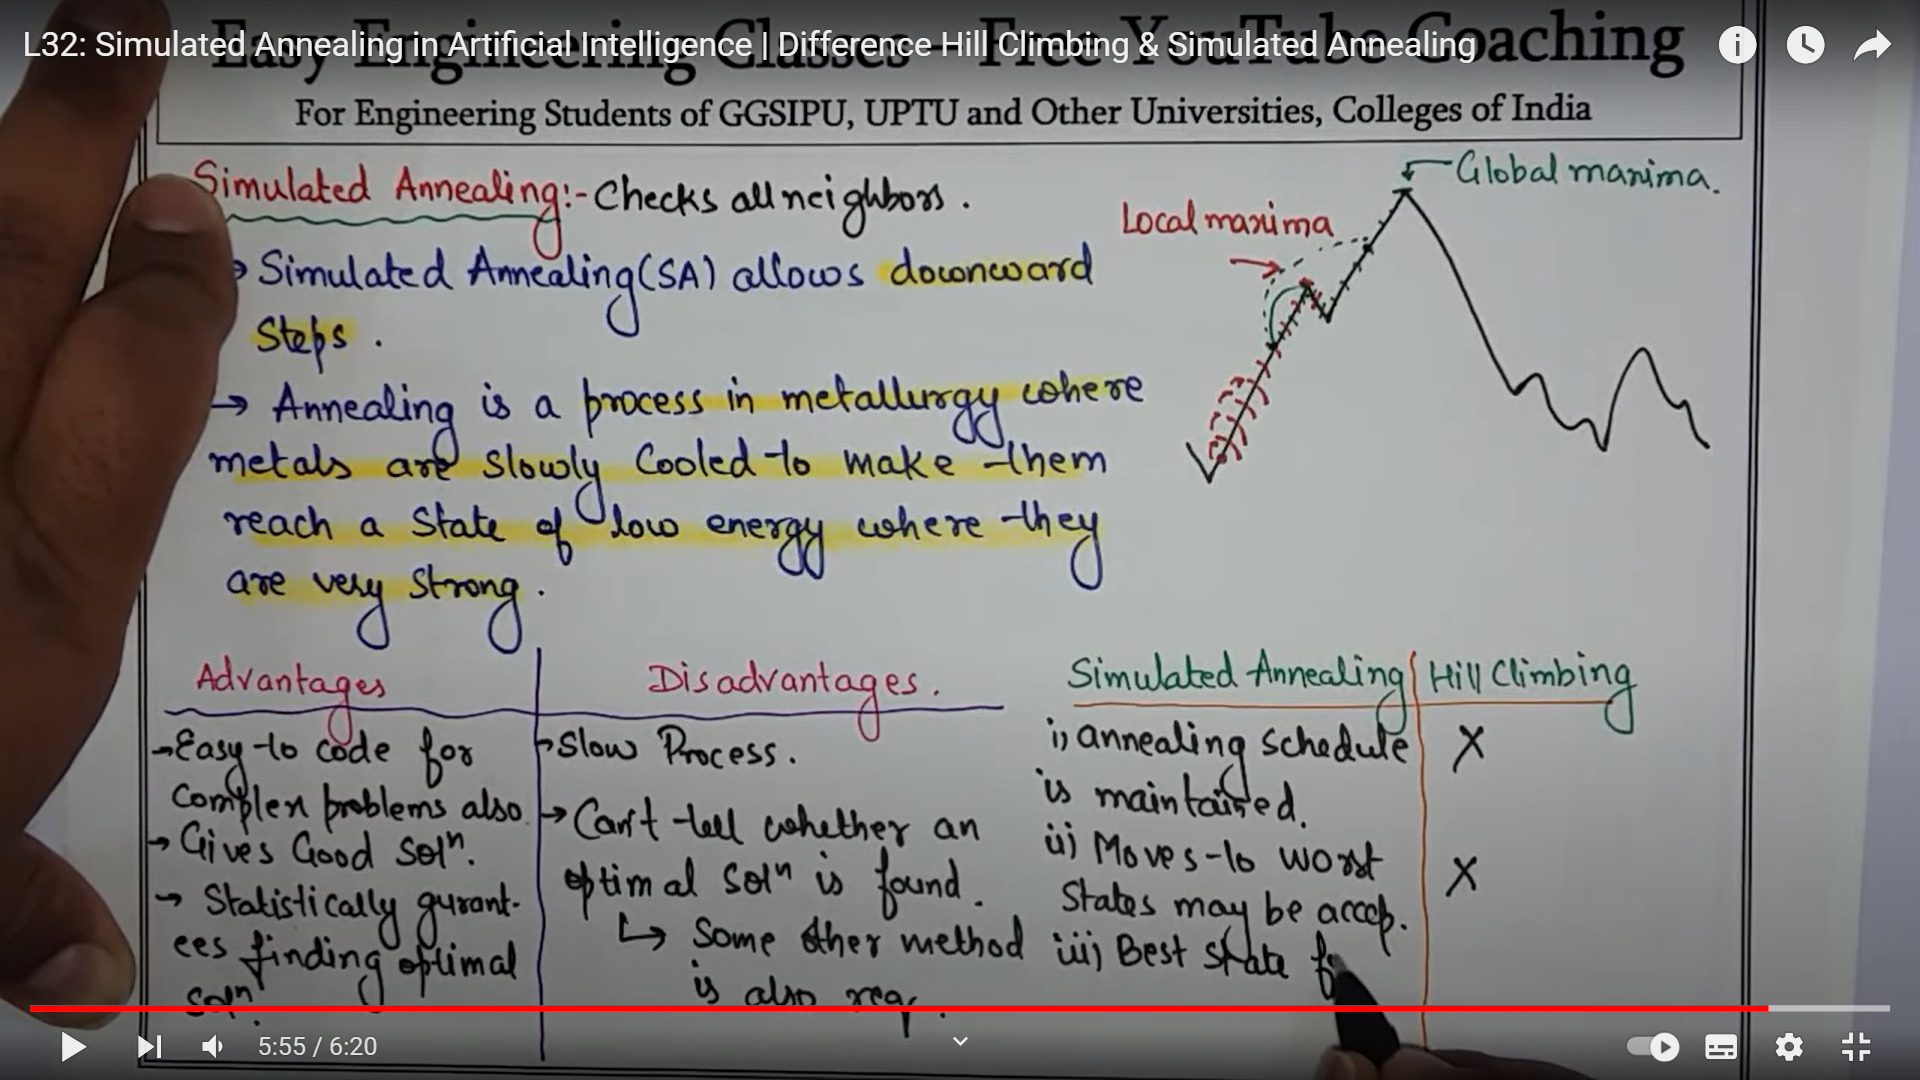 Easy Engineering Classes – Free YouTube Coaching
L32: Simulated Annealing in Artificial Intelligence | Difference Hill Climbing & Simulated Annealing
For Engineering Students of GGSIPU, UPTU and Other Universities, Colleges of India
Simulated Annealing:- Checks all neighbors.
→ Simulated Annealing(SA) allows downward
steps.
→ Annealing is a process in metallurgy where
metals are slowly cooled to make them
reach a state of low energy where they
are very strong.
Global maxima.
Local maxima
Advantages
→ Easy to code for
complex problems also
→ Gives Good Solⁿ.
→ Statistically gurant-
ees finding optimal
solⁿ.
Disadvantages.
→ Slow Process.
→ Can't tell whether an
optimal solⁿ is found.
↳ Some other method
is also req.
Simulated Annealing | Hill Climbing
i) annealing schedule X
is maintained.
ii) Moves to worst X
states may be accep.
iii) Best state
5:55 / 6:20